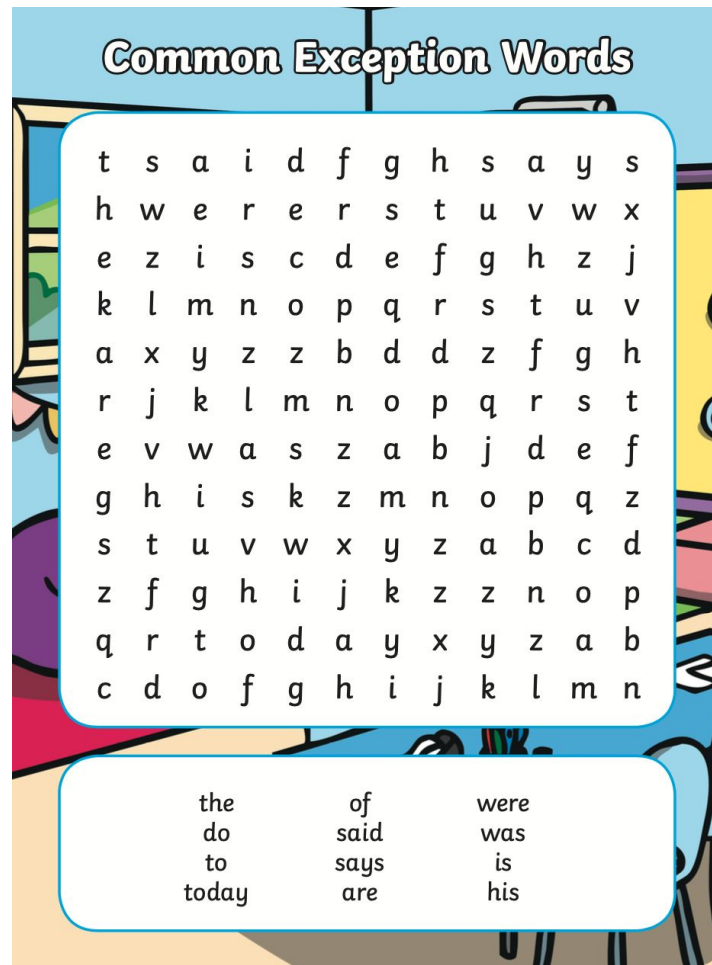 Common Exception Words
t s a i d f g h s a y s
h w e r e r s t u v w x
e z i s c d e f g h z j
k l m n o p q r s t u v
a x y z z b d d z f g h
r j k l m n o p q r s t
e v w a s z a b j d e f
g h i s k z m n o p q z
s t u v w x y z a b c d
z f g h i j k z z n o p
q r t o d a y x y z a b
c d o f g h i j k l m n
the of were
do said was
to says is
today are his